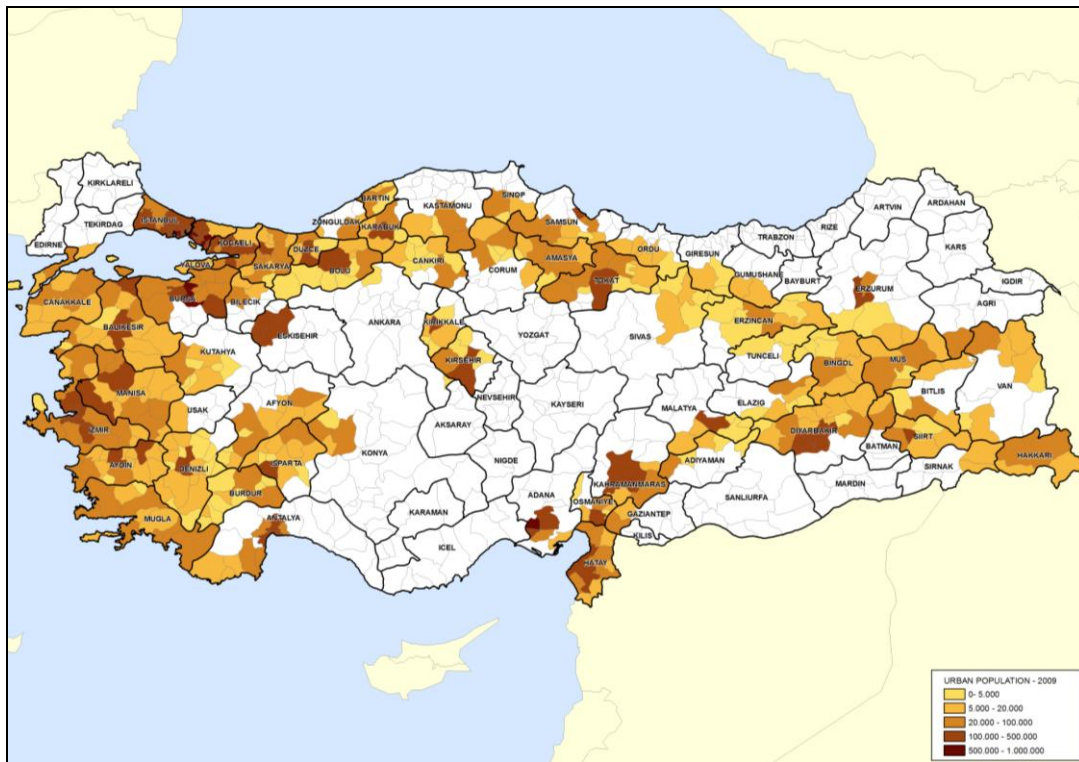 KIRKLARELI
TEKIRDAG
EDIRNE
ISTANBUL
KOCAELI
YALOVA
SAKARYA
DUZCE
BOLU
ZONGULDAK
BARTIN
KARABUK
KASTAMONU
SINOP
SAMSUN
CANKIRI
CORUM
AMASYA
TOKAT
ORDU
GIRESUN
TRABZON
RIZE
ARTVIN
ARDAHAN
KARS
GUMUSHANE
BAYBURT
ERZURUM
IGDIR
AGRI
CANAKKALE
BALIKESIR
BURSA
BILECIK
ESKISEHIR
ANKARA
KIRIKKALE
KIRSEHIR
YOZGAT
SIVAS
ERZINCAN
TUNCELI
BINGOL
MUS
BITLIS
VAN
KUTAHYA
MANISA
USAK
AFYON
IZMIR
AYDIN
DENIZLI
ISPARTA
BURDUR
MUGLA
ANTALYA
KONYA
AKSARAY
NEVSEHIR
KAYSERI
NIGDE
KARAMAN
ICEL
ADANA
OSMANIYE
KAHRAMANMARAS
MALATYA
ELAZIG
ADIYAMAN
DIYARBAKIR
BATMAN
SIIRT
SIRNAK
HAKKARI
MARDIN
SANLIURFA
GAZIANTEP
KILIS
HATAY
URBAN POPULATION - 2009
0- 5.000
5.000 - 20.000
20.000 - 100.000
100.000 - 500.000
500.000 - 1.000.000